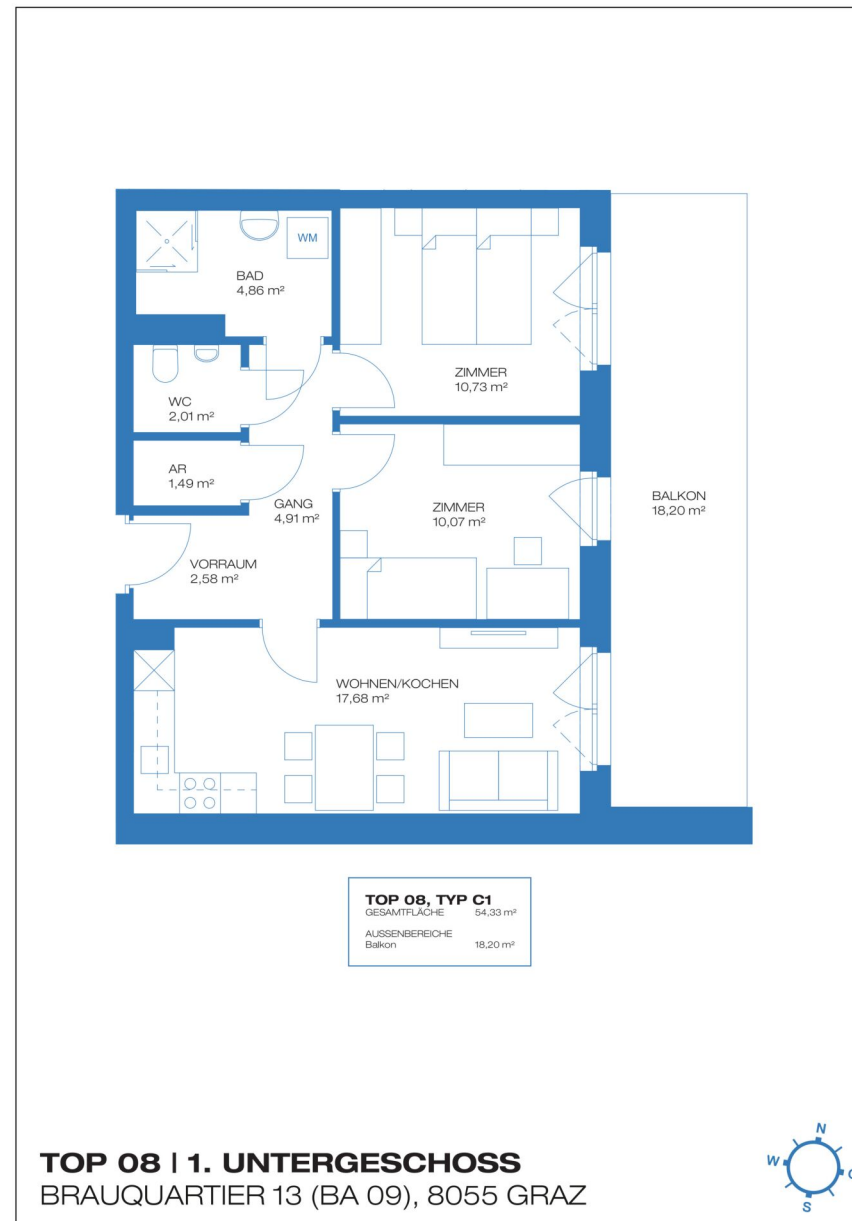 WM
BAD
4,86 m²
ZIMMER
10,73 m²
WC
2,01 m²
AR
1,49 m²
GANG
4,91 m²
ZIMMER
10,07 m²
BALKON
18,20 m²
VORRAUM
2,58 m²
WOHNEN/KOCHEN
17,68 m²
TOP 08, TYP C1
GESAMTFLÄCHE 54,33 m²
AUSSENBEREICHE
Balkon 18,20 m²
TOP 08 | 1. UNTERGESCHOSS
BRAUQUARTIER 13 (BA 09), 8055 GRAZ
N
W
S